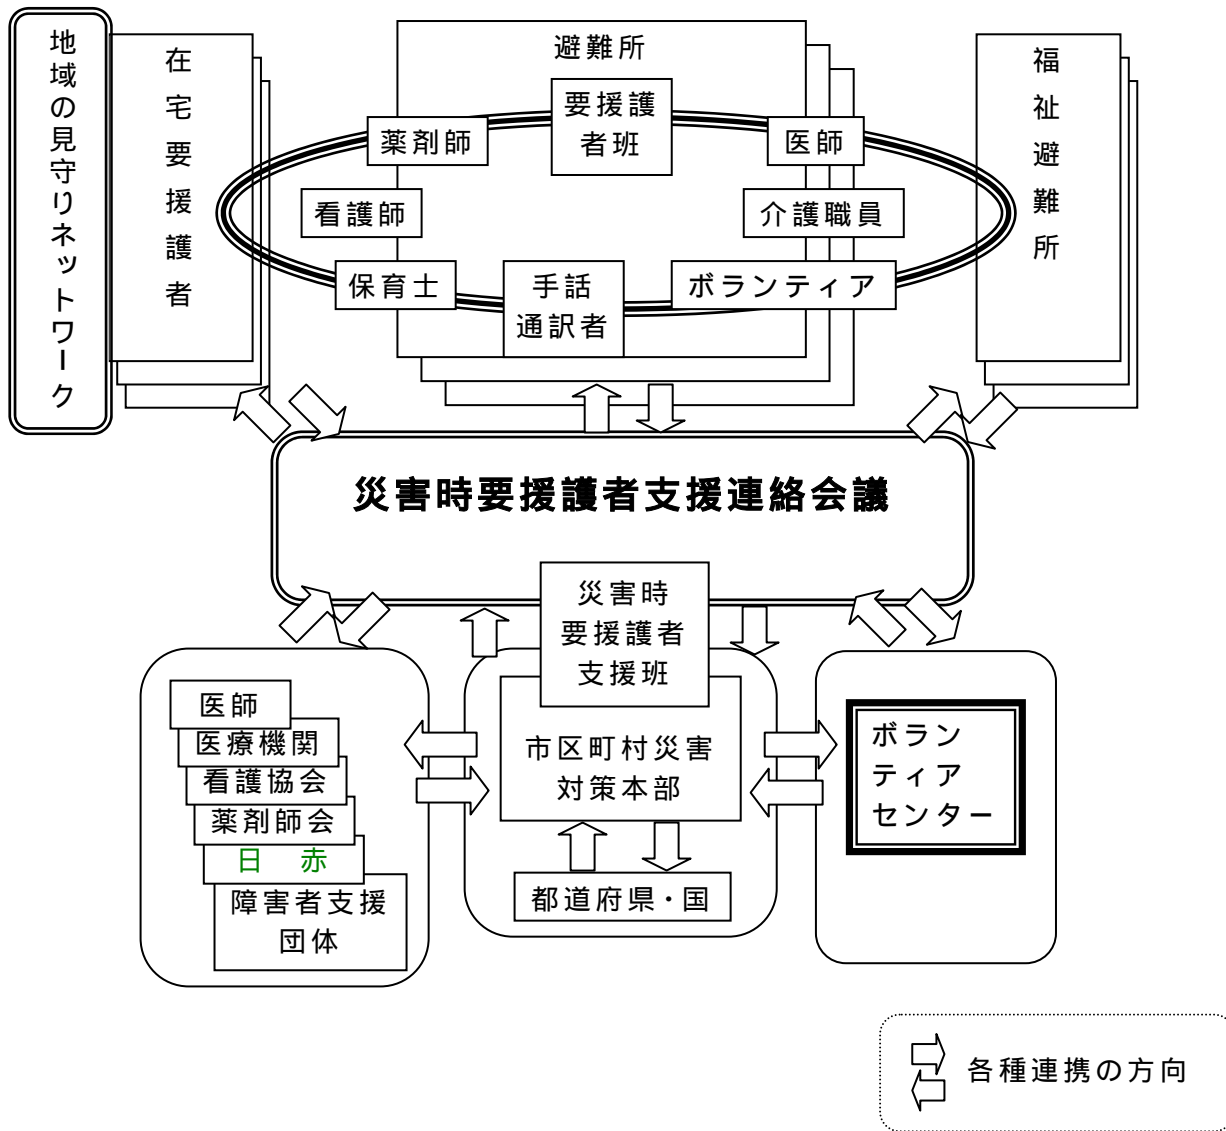 地域の見守りネットワーク
在宅要援護者
避難所
要援護
者班
薬剤師
医師
看護師
介護職員
保育士
手話
通訳者
ボランティア
福祉避難所
災害時要援護者支援連絡会議
災害時
要援護者
支援班
市区町村災害
対策本部
都道府県・国
医師
医療機関
看護協会
薬剤師会
日 赤
障害者支援
団体
ボラン
ティア
センター
各種連携の方向